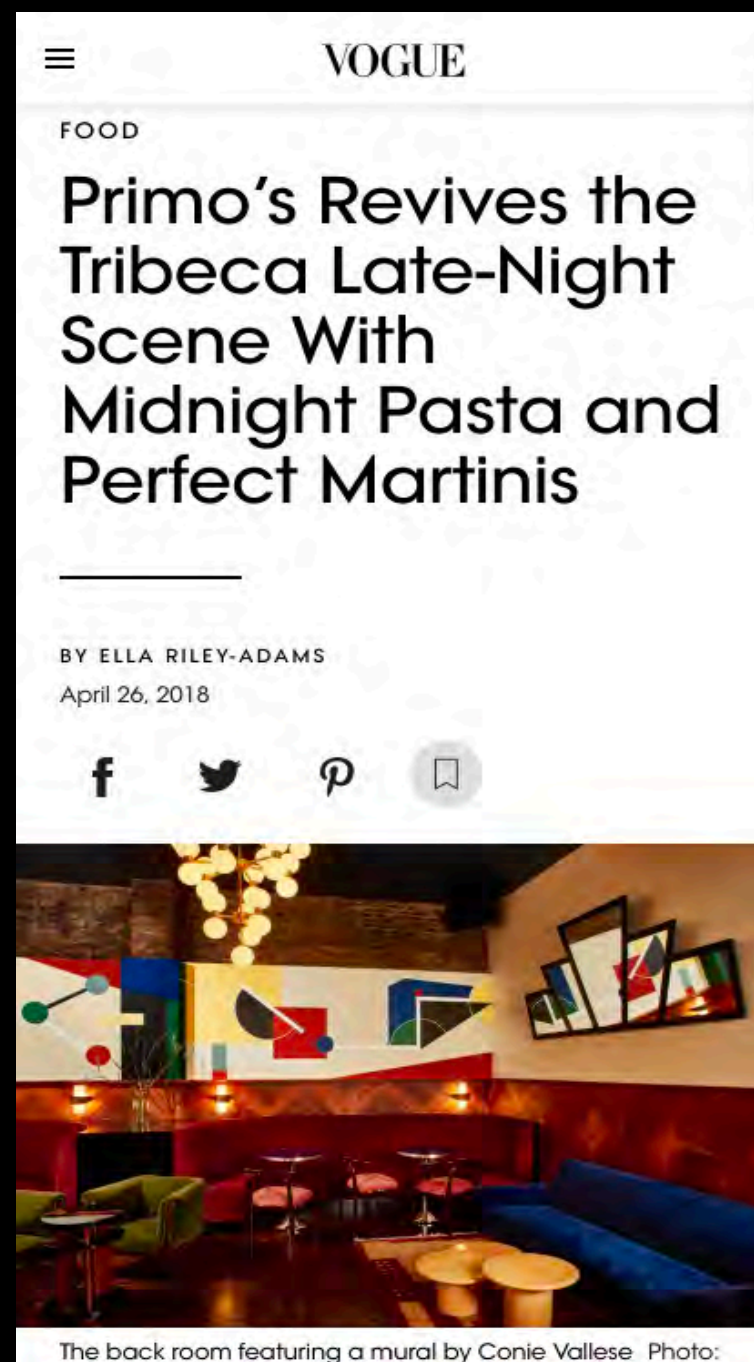 VOGUE
FOOD
Primo’s Revives the
Tribeca Late-Night
Scene With
Midnight Pasta and
Perfect Martinis
BY ELLA RILEY-ADAMS
April 26, 2018
The back room featuring a mural by Conie Vallese Photo: